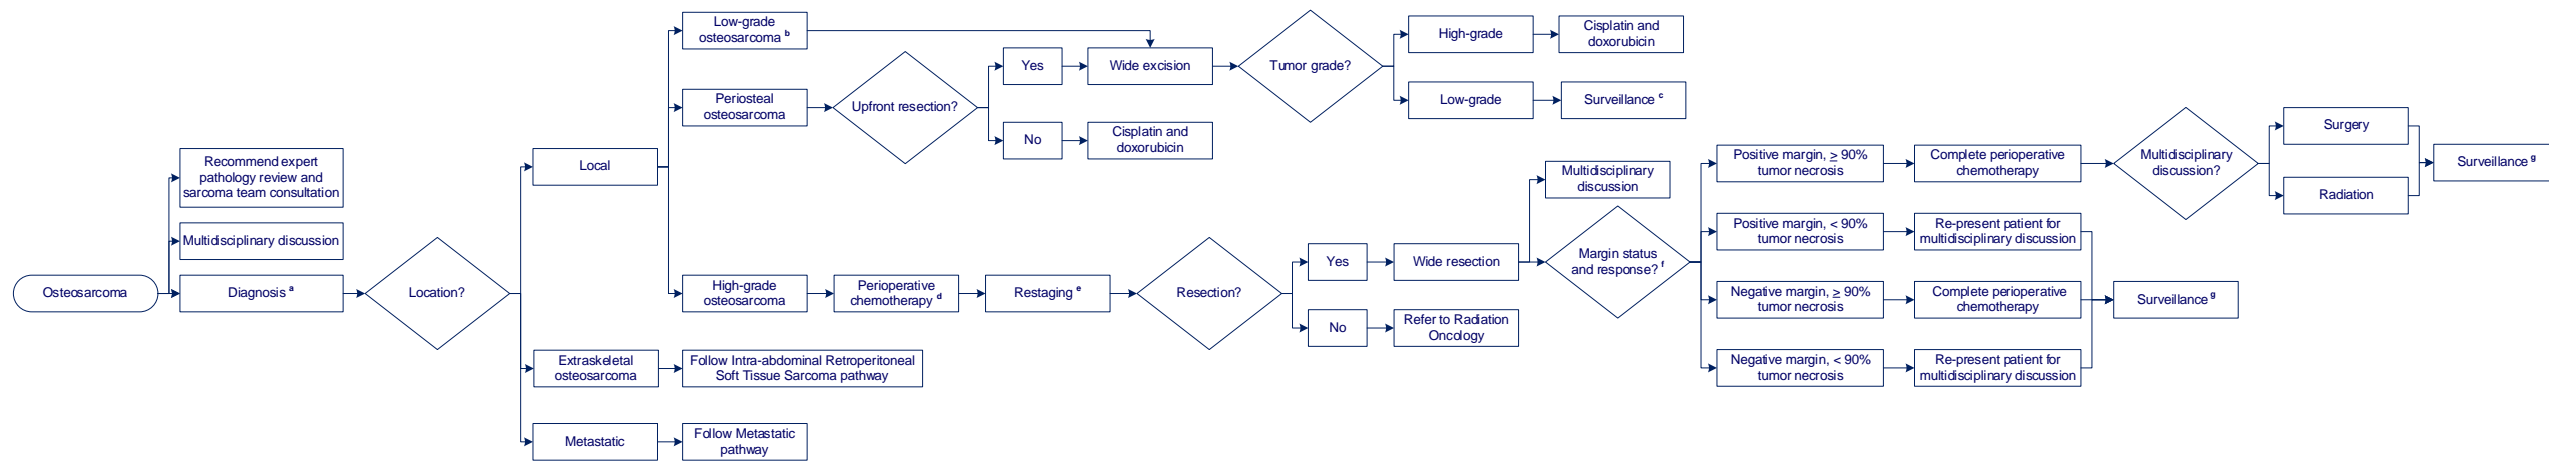 Osteosarcoma
Recommend expert
pathology review and
sarcoma team consultation
Multidisciplinary discussion
Diagnosis a
Location?
Local
Extraskeletal
osteosarcoma
Follow Intra-abdominal Retroperitoneal
Soft Tissue Sarcoma pathway
Metastatic
Follow Metastatic
pathway
Low-grade
osteosarcoma b
Periosteal
osteosarcoma
Upfront resection?
Yes
Wide excision
No
Cisplatin and
doxorubicin
Tumor grade?
High-grade
Cisplatin and
doxorubicin
Low-grade
Surveillance c
High-grade
osteosarcoma
Perioperative
chemotherapy d
Restaging e
Resection?
Yes
Wide resection
No
Refer to Radiation
Oncology
Multidisciplinary
discussion
Margin status
and response? f
Positive margin, ≥ 90%
tumor necrosis
Complete perioperative
chemotherapy
Multidisciplinary
discussion?
Surgery
Radiation
Surveillance g
Positive margin, < 90%
tumor necrosis
Re-present patient for
multidisciplinary discussion
Negative margin, ≥ 90%
tumor necrosis
Complete perioperative
chemotherapy
Surveillance g
Negative margin, < 90%
tumor necrosis
Re-present patient for
multidisciplinary discussion